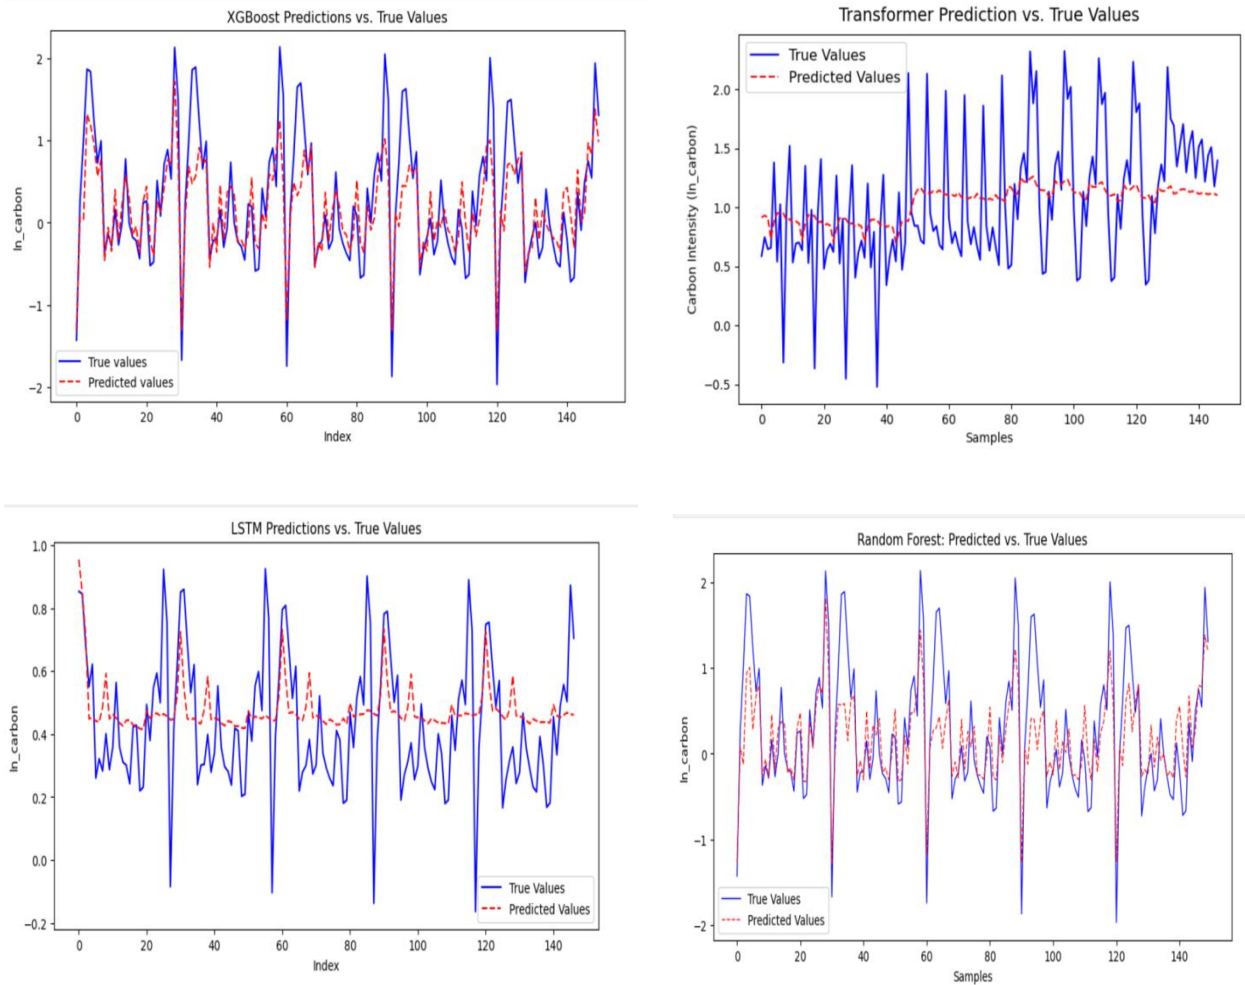 XGBoost Predictions vs. True Values
ln_carbon
2
1
0
−1
−2
True values
Predicted values
0 20 40 60 80 100 120 140
Index
Transformer Prediction vs. True Values
Carbon Intensity (ln_carbon)
2.0
1.5
1.0
0.5
0.0
−0.5
True Values
Predicted Values
0 20 40 60 80 100 120 140
Samples
LSTM Predictions vs. True Values
ln_carbon
1.0
0.8
0.6
0.4
0.2
0.0
−0.2
True Values
Predicted Values
0 20 40 60 80 100 120 140
Index
Random Forest: Predicted vs. True Values
ln_carbon
2
1
0
−1
−2
True Values
Predicted Values
0 20 40 60 80 100 120 140
Samples